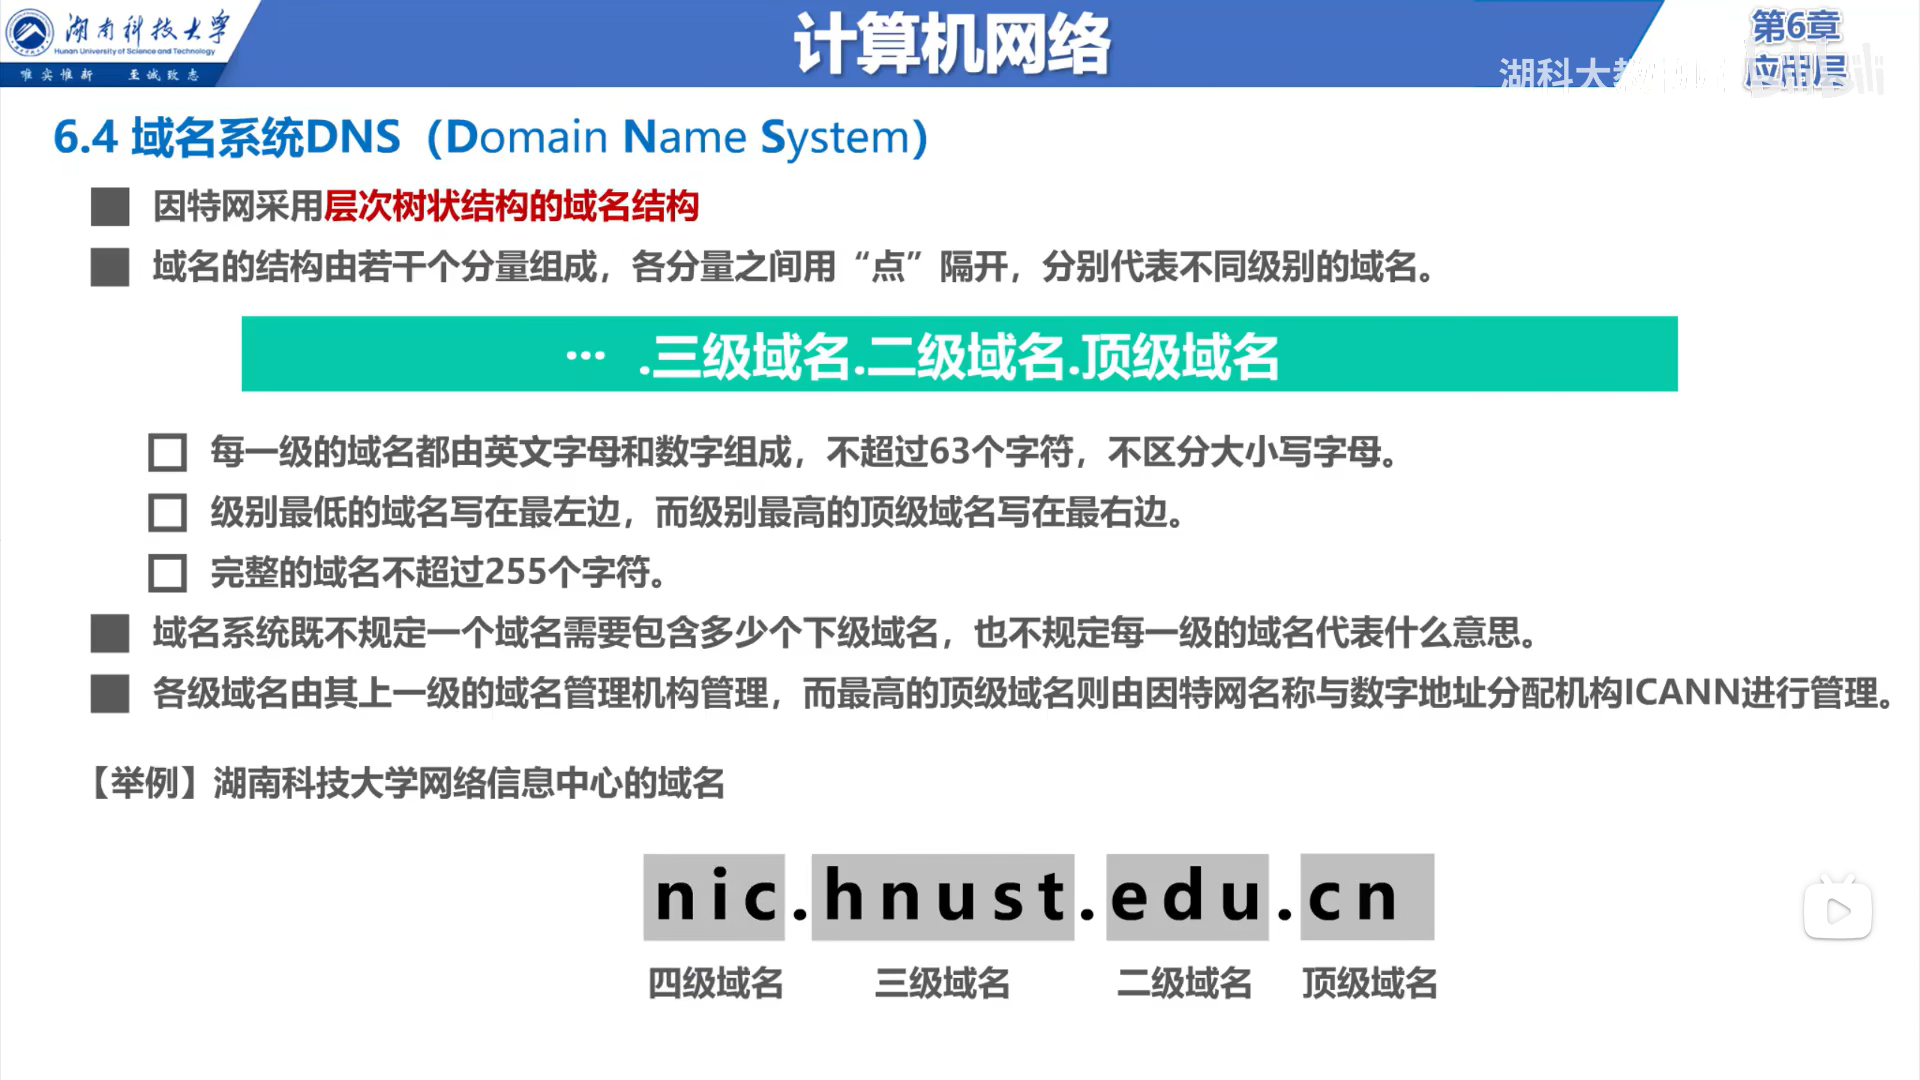 湖南科技大学
Hunan University of Science and Technology
唯实惟新 至诚致志
计算机网络
第6章
应用层
湖科大教
6.4 域名系统DNS（Domain Name System）
因特网采用层次树状结构的域名结构
域名的结构由若干个分量组成，各分量之间用“点”隔开，分别代表不同级别的域名。
… .三级域名.二级域名.顶级域名
每一级的域名都由英文字母和数字组成，不超过63个字符，不区分大小写字母。
级别最低的域名写在最左边，而级别最高的顶级域名写在最右边。
完整的域名不超过255个字符。
域名系统既不规定一个域名需要包含多少个下级域名，也不规定每一级的域名代表什么意思。
各级域名由其上一级的域名管理机构管理，而最高的顶级域名则由因特网名称与数字地址分配机构ICANN进行管理。
【举例】湖南科技大学网络信息中心的域名
nic.hnust.edu.cn
四级域名 三级域名 二级域名 顶级域名